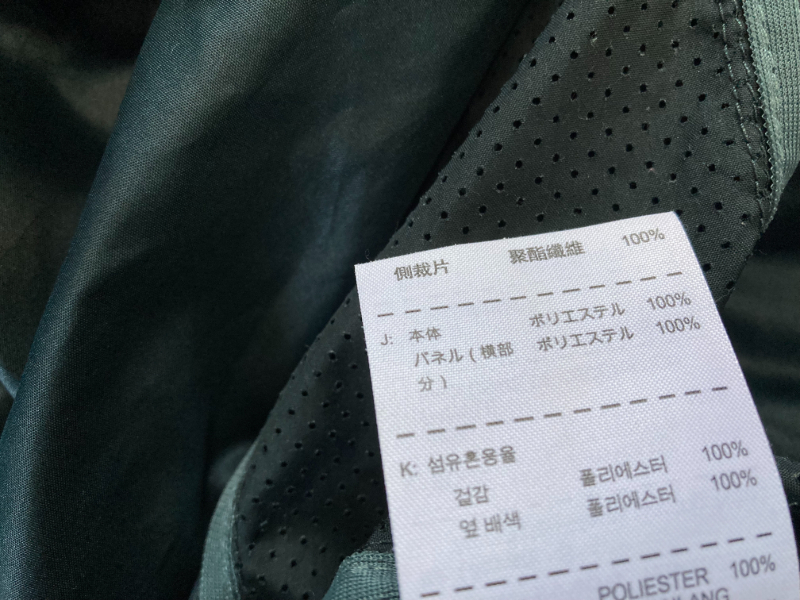 側裁片 聚酯纖維 100%
J: 本体 ポリエステル 100%
パネル(横部 ポリエステル 100%
分)
K: 섬유혼용율
겉감 폴리에스터 100%
옆 배색 폴리에스터 100%
POLIESTER 100%